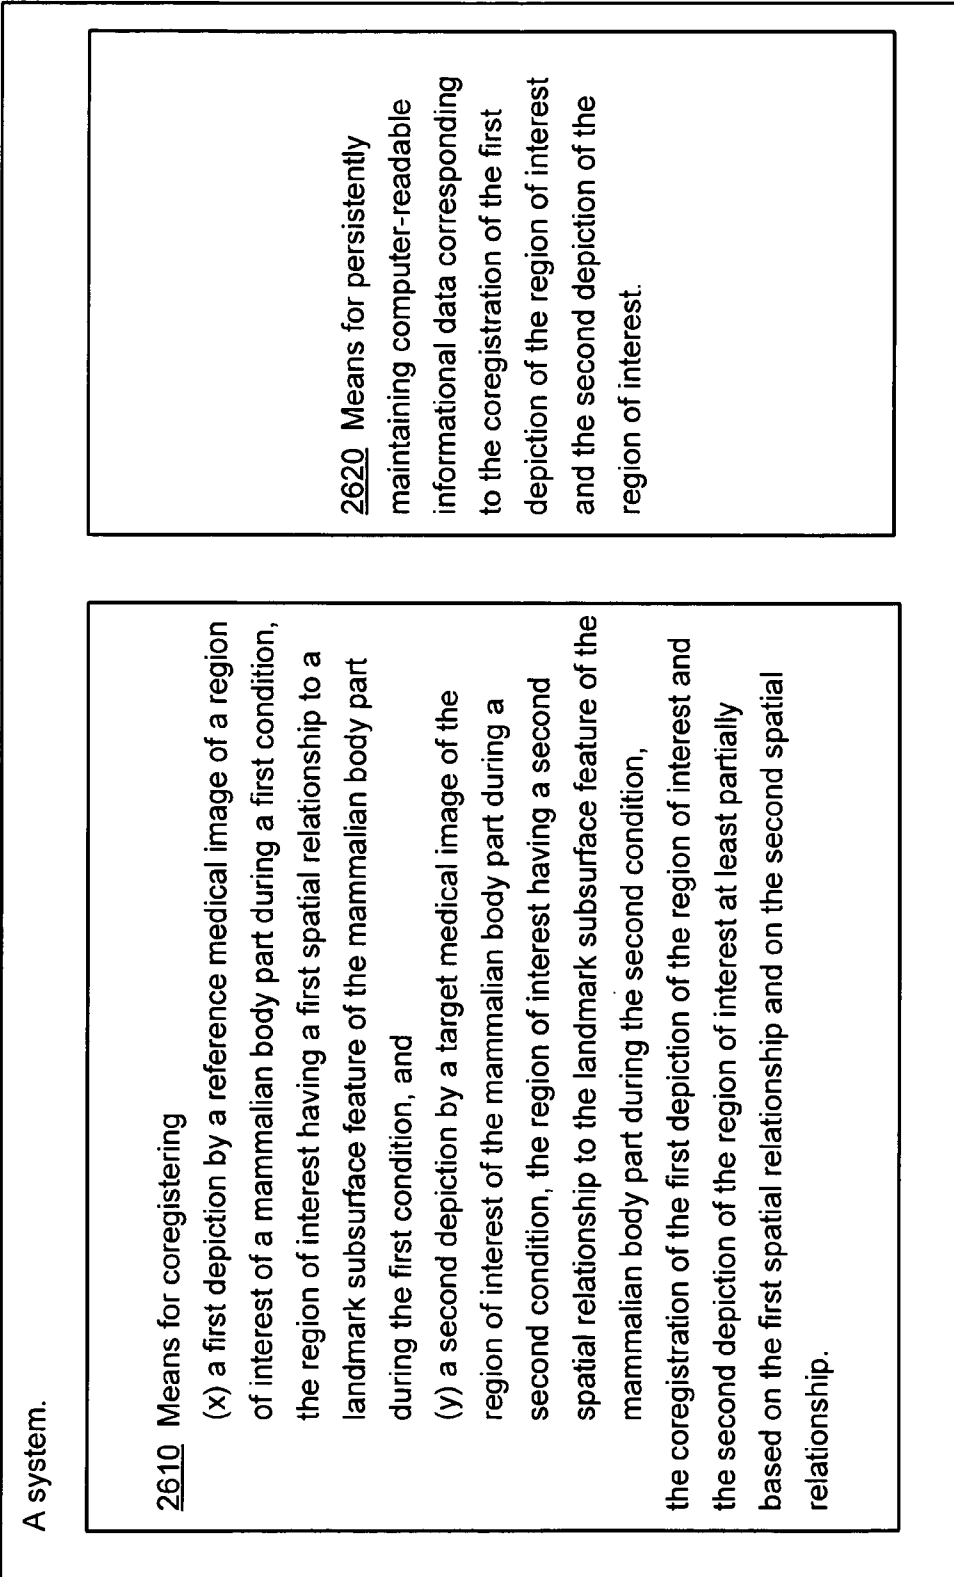 A system.
2610 Means for coregistering
(x) a first depiction by a reference medical image of a region
of interest of a mammalian body part during a first condition,
the region of interest having a first spatial relationship to a
landmark subsurface feature of the mammalian body part
during the first condition, and
(y) a second depiction by a target medical image of the
region of interest of the mammalian body part during a
second condition, the region of interest having a second
spatial relationship to the landmark subsurface feature of the
mammalian body part during the second condition,
the coregistration of the first depiction of the region of interest and
the second depiction of the region of interest at least partially
based on the first spatial relationship and on the second spatial
relationship.
2620 Means for persistently
maintaining computer-readable
informational data corresponding
to the coregistration of the first
depiction of the region of interest
and the second depiction of the
region of interest.